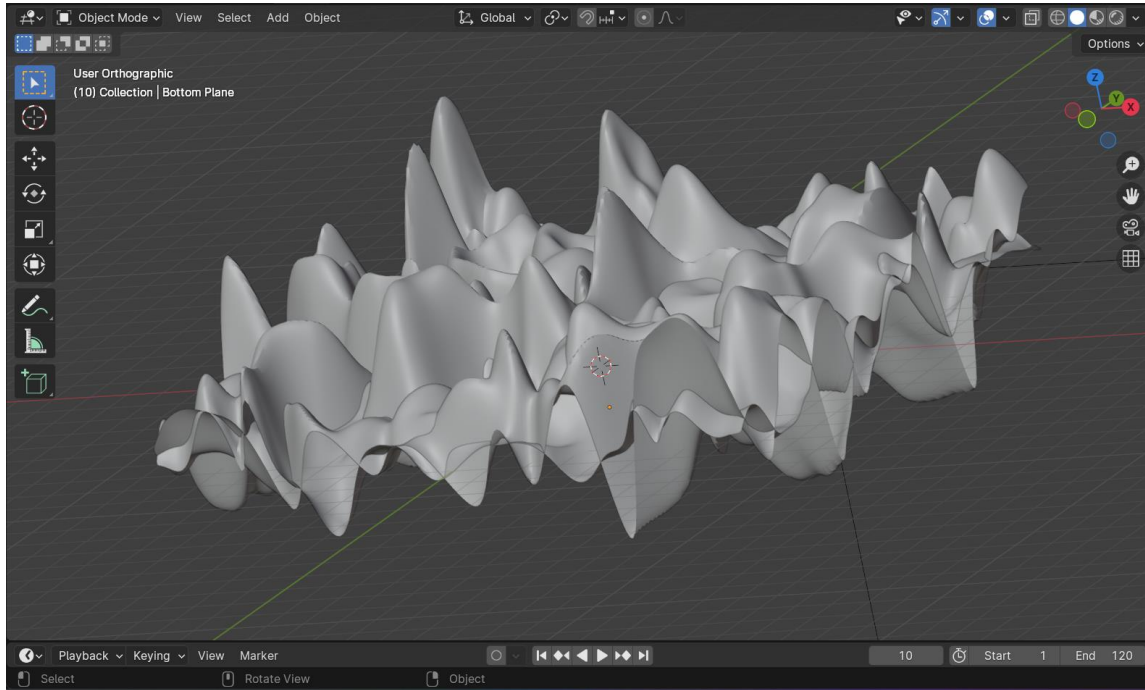 Object Mode View Select Add Object Global
Options
User Orthographic
(10) Collection | Bottom Plane
Z
Y
X
Playback Keying View Marker 10 Start 1 End 120
Select Rotate View Object